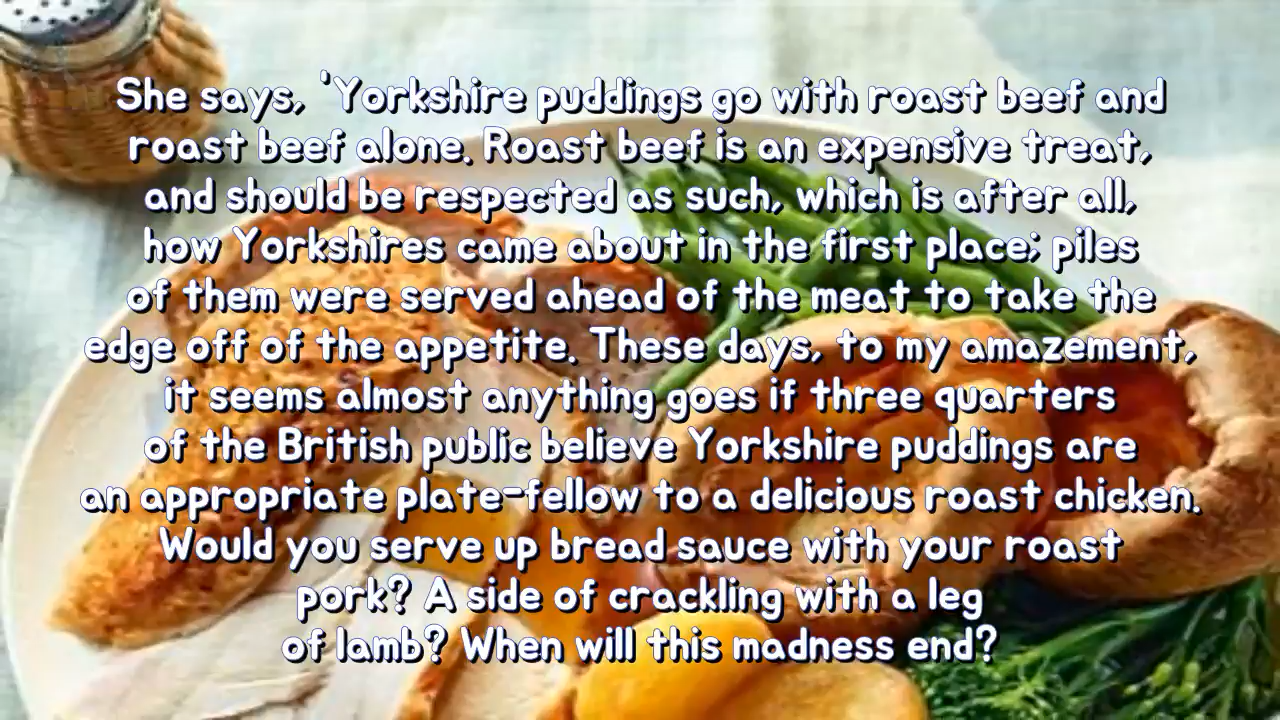 She says, 'Yorkshire puddings go with roast beef and
roast beef alone. Roast beef is an expensive treat,
and should be respected as such, which is after all,
how Yorkshires came about in the first place; piles
of them were served ahead of the meat to take the
edge off of the appetite. These days, to my amazement,
it seems almost anything goes if three quarters
of the British public believe Yorkshire puddings are
an appropriate plate-fellow to a delicious roast chicken.
Would you serve up bread sauce with your roast
pork? A side of crackling with a leg
of lamb? When will this madness end?